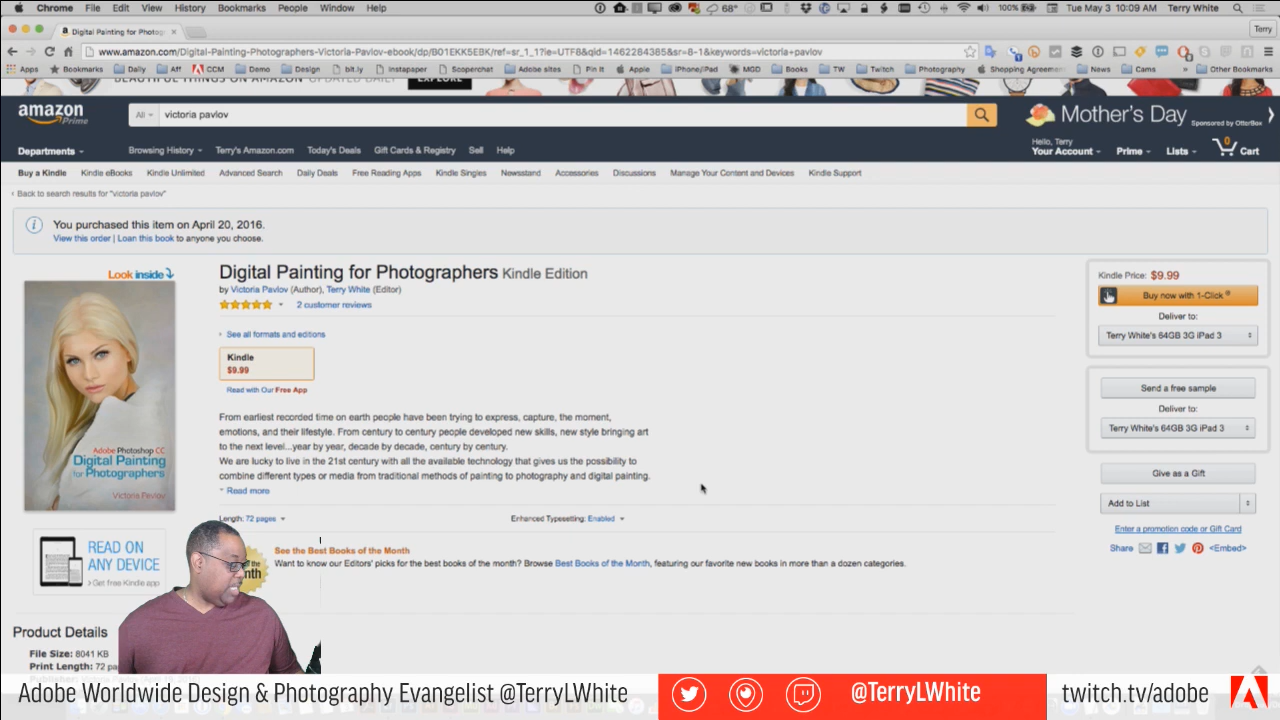 Chrome File Edit View History Bookmarks People Window Help
68° 100% Tue May 3 10:09 AM Terry White
Digital Painting for Photog
Terry
www.amazon.com/Digital-Painting-Photographers-Victoria-Pavlov-ebook/dp/B01EKK5EBK/ref=sr_1_1?ie=UTF8&qid=1462284385&sr=8-1&keywords=victoria+pavlov
Apps Bookmarks Daily Aff CCM Demo Design bit.ly Instapaper Scoperchat Adobe sites Pin It Apple iPhone/iPad MGD Books TW Twitch Photography Shopping Agreeme News Cams » Other Bookmarks
EXPLORE
amazon Prime
All victoria pavlov
Mother's Day Sponsored by OtterBox
Departments Browsing History Terry's Amazon.com Today's Deals Gift Cards & Registry Sell Help
Hello, Terry
Your Account Prime Lists 0 Cart
Buy a Kindle Kindle eBooks Kindle Unlimited Advanced Search Daily Deals Free Reading Apps Kindle Singles Newsstand Accessories Discussions Manage Your Content and Devices Kindle Support
‹ Back to search results for "victoria pavlov"
You purchased this item on April 20, 2016.
View this order | Loan this book to anyone you choose.
Look inside
Adobe Photoshop CC
Digital Painting
for Photographers
Victoria Pavlov
Digital Painting for Photographers Kindle Edition
by Victoria Pavlov (Author), Terry White (Editor)
2 customer reviews
‹ See all formats and editions
Kindle
$9.99
Read with Our Free App
From earliest recorded time on earth people have been trying to express, capture, the moment,
emotions, and their lifestyle. From century to century people developed new skills, new style bringing art
to the next level...year by year, decade by decade, century by century.
We are lucky to live in the 21st century with all the available technology that gives us the possibility to
combine different types or media from traditional methods of painting to photography and digital painting.
Read more
Length: 72 pages
Enhanced Typesetting: Enabled
See the Best Books of the Month
Want to know our Editors' picks for the best books of the month? Browse Best Books of the Month, featuring our favorite new books in more than a dozen categories.
Kindle Price: $9.99
Buy now with 1-Click ®
Deliver to:
Terry White's 64GB 3G iPad 3
Send a free sample
Deliver to:
Terry White's 64GB 3G iPad 3
Give as a Gift
Add to List
Enter a promotion code or Gift Card
Share <Embed>
READ ON
ANY DEVICE
› Get free Kindle app
Product Details
File Size: 8041 KB
Print Length: 72 pa
Adobe Worldwide Design & Photography Evangelist @TerryLWhite
@TerryLWhite
twitch.tv/adobe